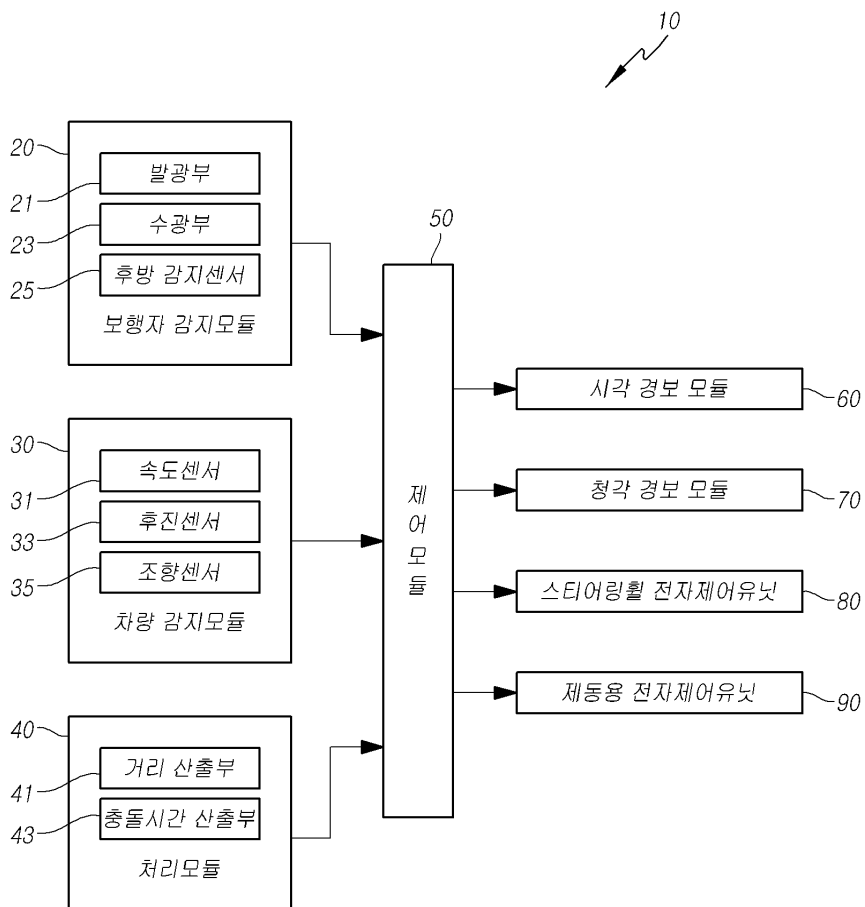 10
20
발광부
21
수광부
23
후방 감지센서
25
보행자 감지모듈
50
30
속도센서
31
후진센서
33
조향센서
35
차량 감지모듈
40
거리 산출부
41
충돌시간 산출부
43
처리모듈
제어모듈
시각 경보 모듈
60
청각 경보 모듈
70
스티어링휠 전자제어유닛
80
제동용 전자제어유닛
90